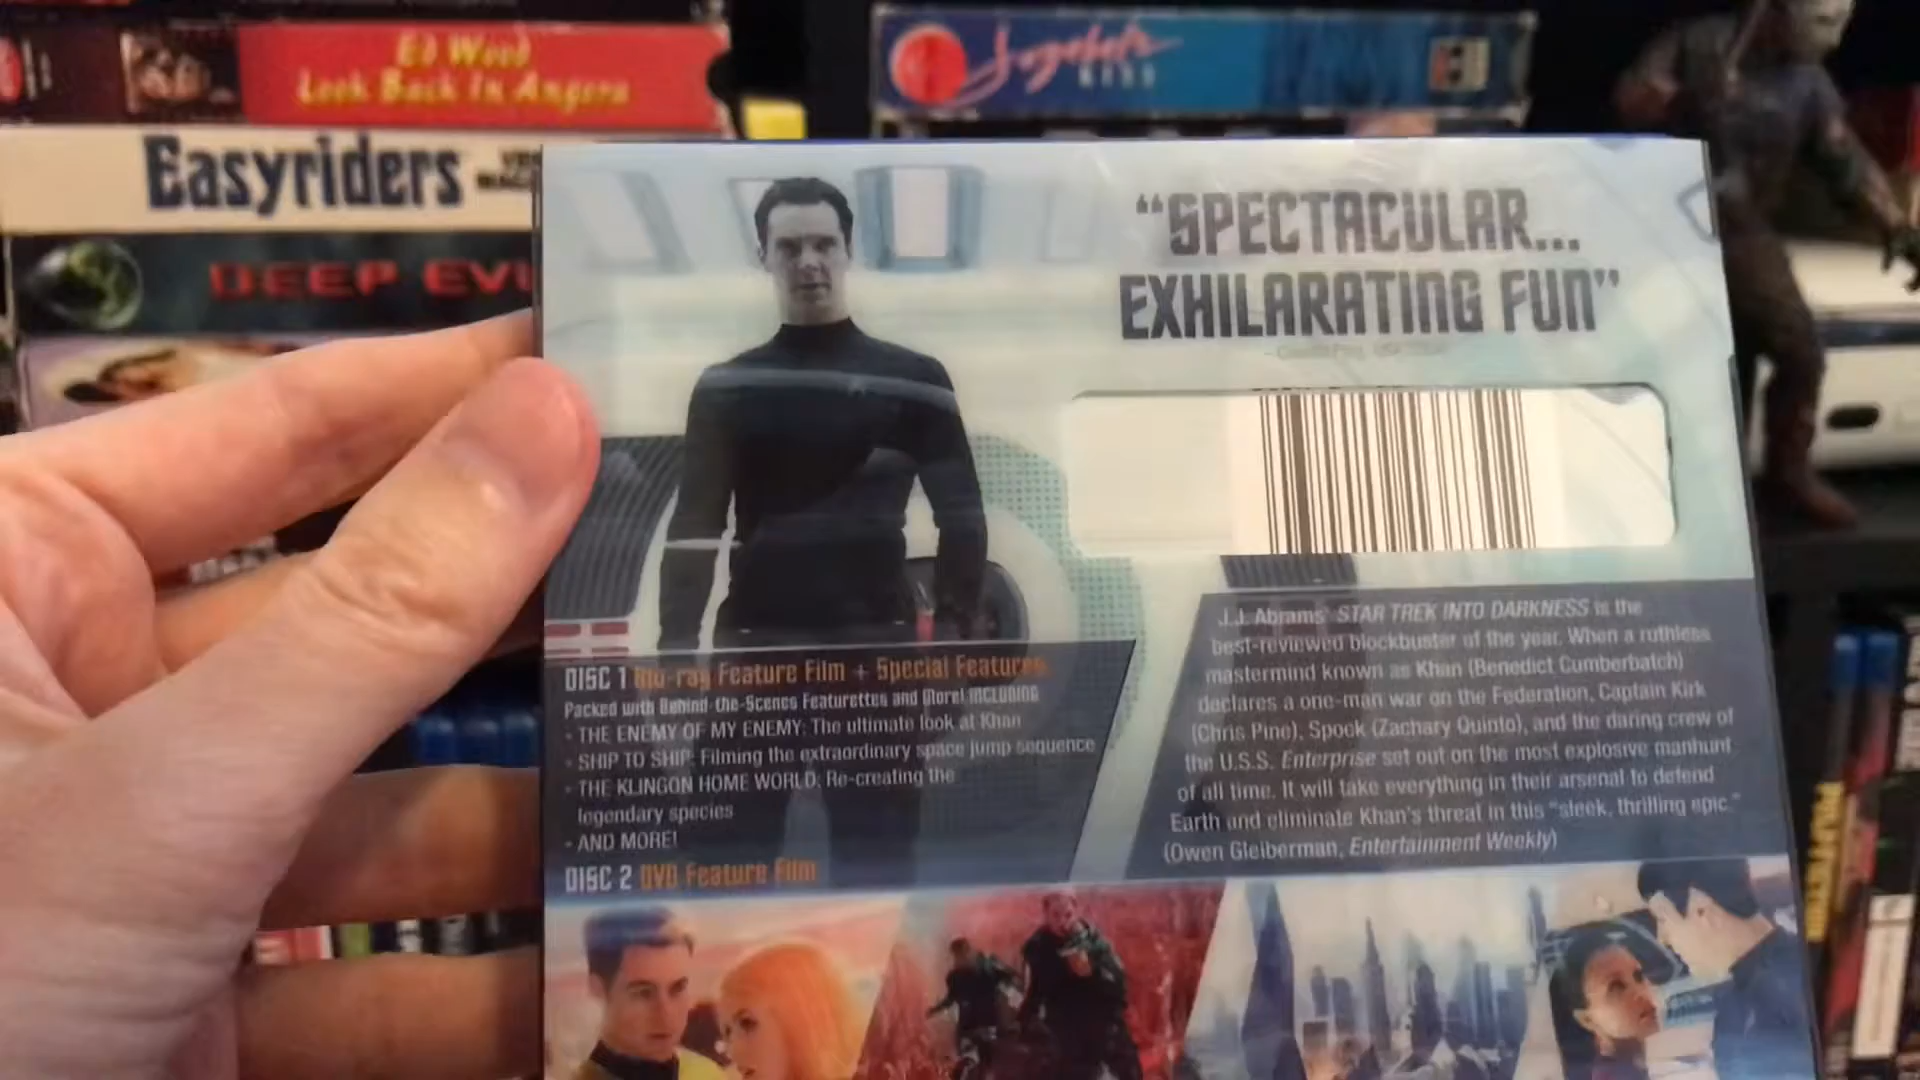 Ed Wood
Look Back In Angora
Easyriders
DEEP EVI
"SPECTACULAR...
EXHILARATING FUN"
DISC 1 Blu-ray Feature Film + Special Features
Packed with Behind-the-Scenes Featurettes and More! INCLUDING
• THE ENEMY OF MY ENEMY: The ultimate look at Khan
• SHIP TO SHIP: Filming the extraordinary space jump sequence
• THE KLINGON HOME WORLD: Re-creating the
legendary species
• AND MORE!
DISC 2 DVD Feature Film
J.J. Abrams' STAR TREK INTO DARKNESS is the
best-reviewed blockbuster of the year. When a ruthless
mastermind known as Khan (Benedict Cumberbatch)
declares a one-man war on the Federation, Captain Kirk
(Chris Pine), Spock (Zachary Quinto), and the daring crew of
the U.S.S. Enterprise set out on the most explosive manhunt
of all time. It will take everything in their arsenal to defend
Earth and eliminate Khan's threat in this "sleek, thrilling epic."
(Owen Gleiberman, Entertainment Weekly)